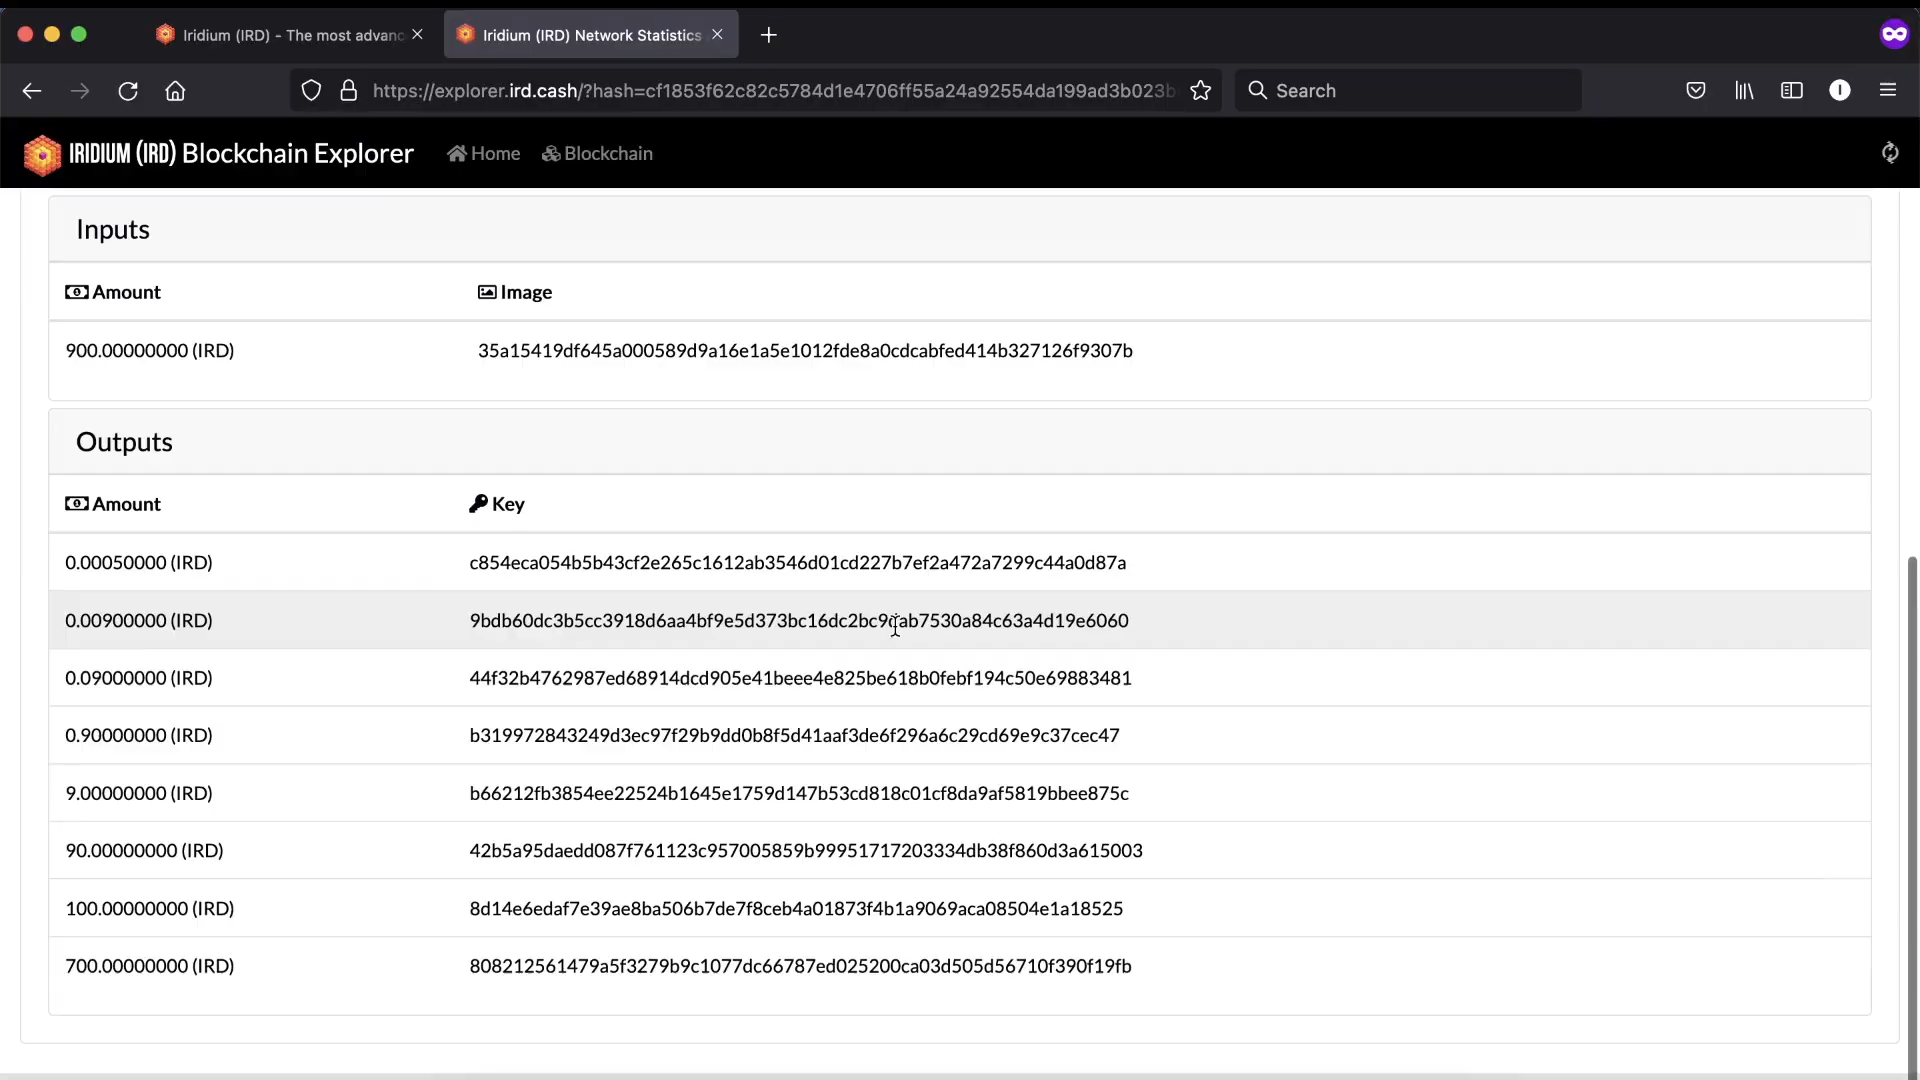 Iridium (IRD) - The most advanc
Iridium (IRD) Network Statistics
https://explorer.ird.cash/?hash=cf1853f62c82c5784d1e4706ff55a24a92554da199ad3b023b
Search
IRIDIUM (IRD) Blockchain Explorer
Home
Blockchain
Inputs
Amount Image
900.00000000 (IRD) 35a15419df645a000589d9a16e1a5e1012fde8a0cdcabfed414b327126f9307b
Outputs
Amount Key
0.00050000 (IRD) c854eca054b5b43cf2e265c1612ab3546d01cd227b7ef2a472a7299c44a0d87a
0.00900000 (IRD)
0.09000000 (IRD) 44f32b4762987ed68914dcd905e41beee4e825be618b0febf194c50e69883481
0.90000000 (IRD) b319972843249d3ec97f29b9dd0b8f5d41aaf3de6f296a6c29cd69e9c37cec47
9.00000000 (IRD) b66212fb3854ee22524b1645e1759d147b53cd818c01cf8da9af5819bbee875c
90.00000000 (IRD) 42b5a95daedd087f761123c957005859b99951717203334db38f860d3a615003
100.00000000 (IRD) 8d14e6edaf7e39ae8ba506b7de7f8ceb4a01873f4b1a9069aca08504e1a18525
700.00000000 (IRD) 808212561479a5f3279b9c1077dc66787ed025200ca03d505d56710f390f19fb